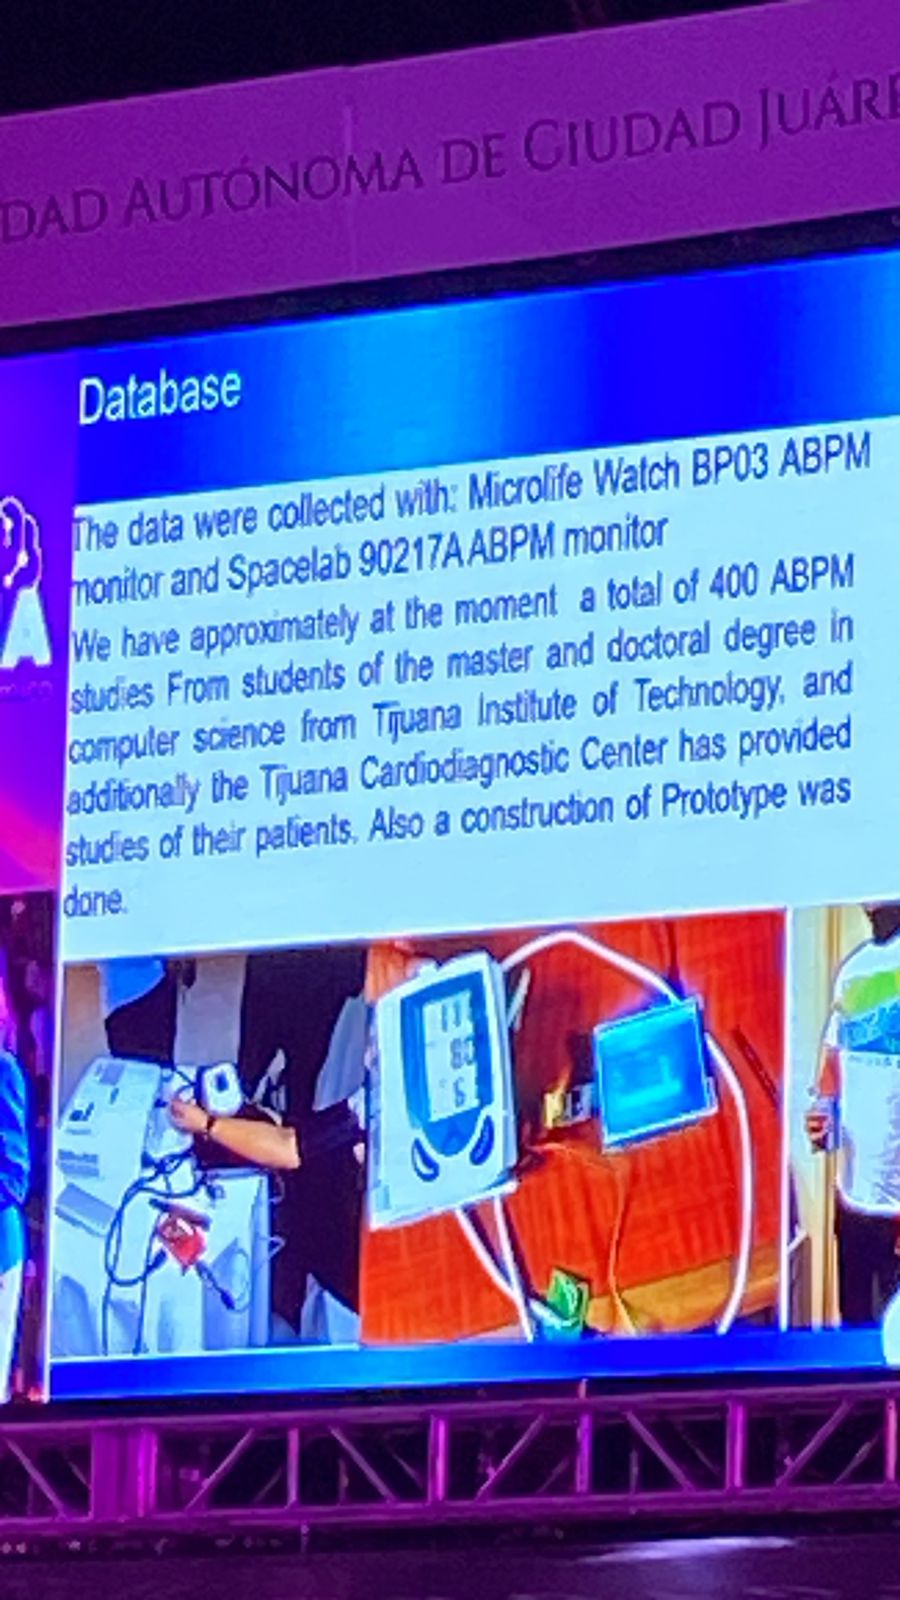 DAD AUTÓNOMA DE CIUDAD JUÁRE
Database
The data were collected with: Microlife Watch BP03 ABPM
monitor and Spacelab 90217A ABPM monitor
We have approximately at the moment a total of 400 ABPM
studies From students of the master and doctoral degree in
computer science from Tijuana Institute of Technology, and
additionally the Tijuana Cardiodiagnostic Center has provided
studies of their patients. Also a construction of Prototype was
done.